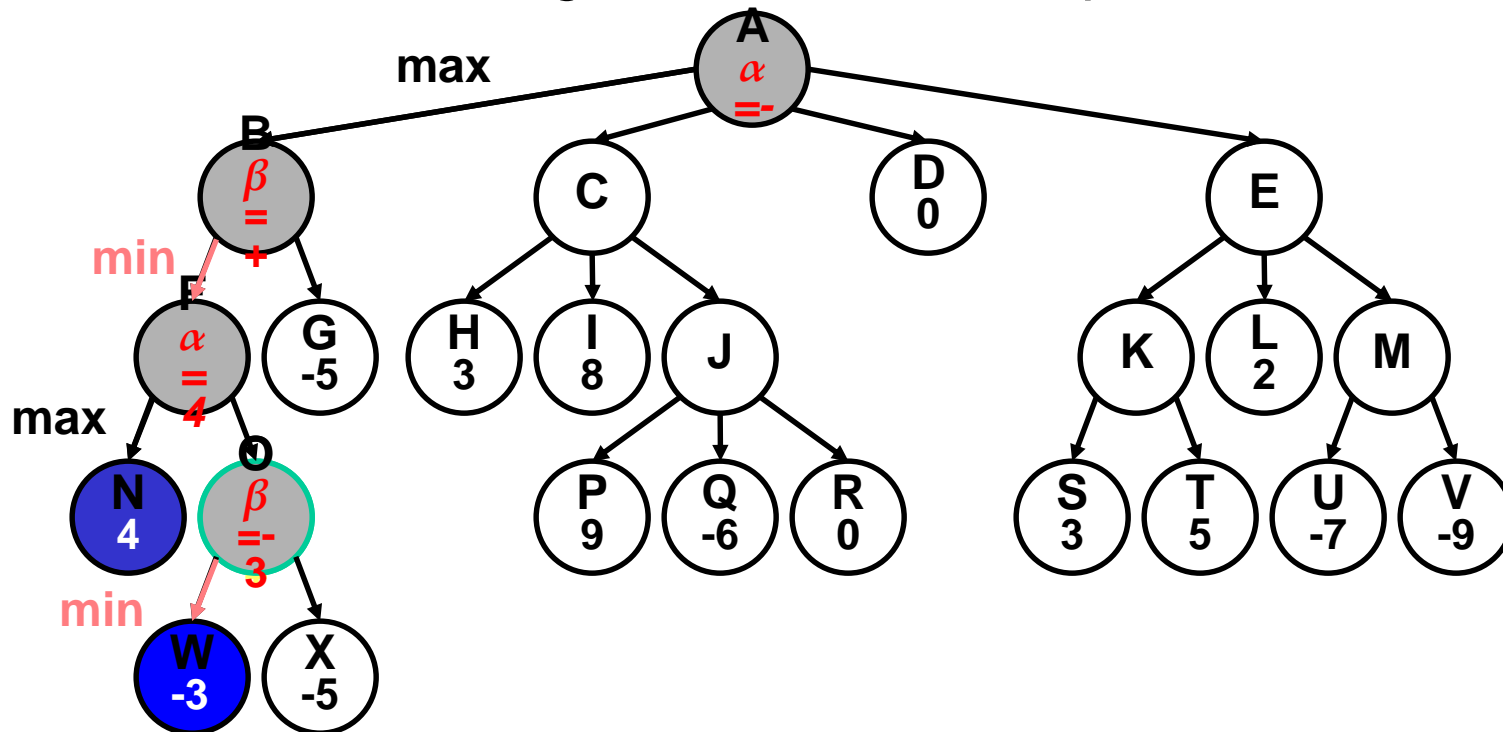 A
max
α
=-
B
β
=
+
C
D
0
E
min
F
α
=
4
G
-5
H
3
I
8
J
K
L
2
M
max
N
4
O
β
=-
3
P
9
Q
-6
R
0
S
3
T
5
U
-7
V
-9
min
W
-3
X
-5